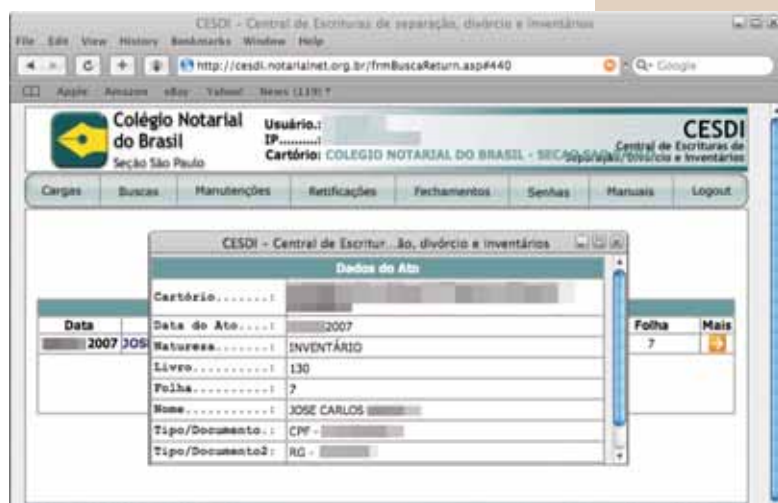 CESDI - Central de Escrituras de separação, divórcio e inventários
File Edit View History Bookmarks Window Help
http://cesdi.notarialnet.org.br/frmBuscaReturn.asp#440
Q- Google
Apple Amazon eBay Yahoo! News (119)
Colégio Notarial
do Brasil
Seção São Paulo
Usuário.:
IP..........:
Cartório: COLEGIO NOTARIAL DO BRASIL - SECAO SAO PAULO
CESDI
Central de Escrituras de
Separação, Divórcio e Inventários
Cargas Buscas Manutenções Retificações Fechamentos Senhas Manuais Logout
CESDI - Central de Escritur...ão, divórcio e inventários
Dados do Ato
Cartório.......:
Data do Ato....: 2007
Natureza.......: INVENTÁRIO
Livro..........: 130
Folha..........: 7
Nome...........: JOSE CARLOS
Tipo/Documento.: CPF -
Tipo/Documento2: RG -
Data Folha Mais
2007 JOS 7